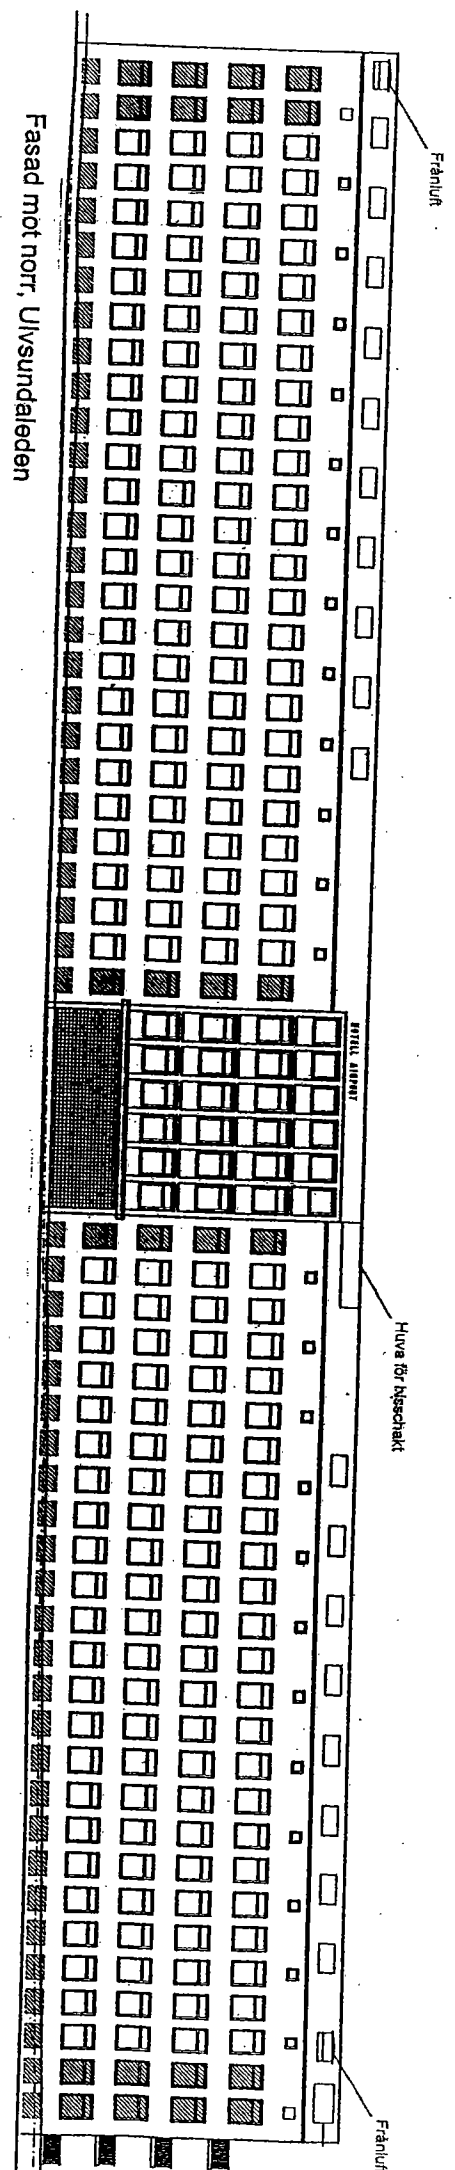 Frånluft
HOTELL AIRPORT
Huva för hisschakt
Frånluft
Fasad mot norr, Ulvsundaleden